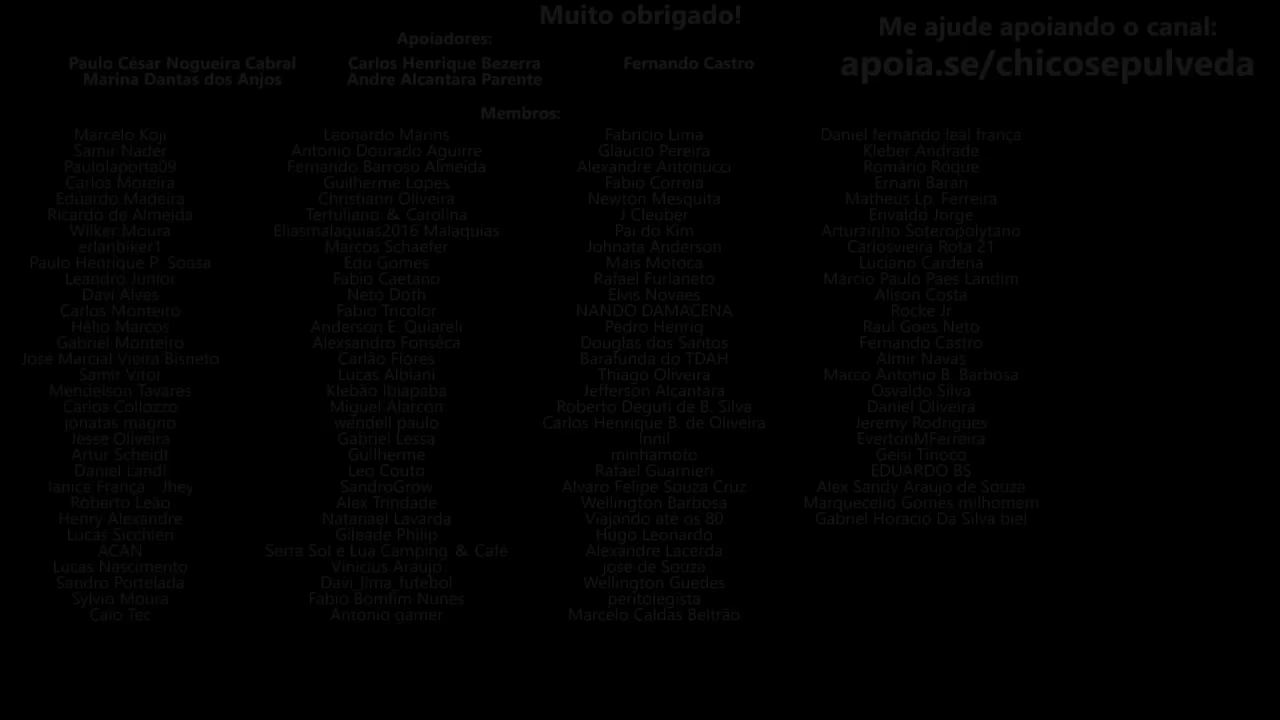 Muito obrigado!
Me ajude apoiando o canal:
apoia.se/chicosepulveda
Apoiadores:
Paulo César Nogueira Cabral
Marina Dantas dos Anjos
Carlos Henrique Bezerra
Andre Alcantara Parente
Fernando Castro
Membros:
Marcelo Koji
Samir Nader
Paulolaporta09
Carlos Moreira
Eduardo Madeira
Ricardo de Almeida
Wilker Moura
erlanbiker1
Paulo Henrique P. Sousa
Leandro Junior
Davi Alves
Carlos Monteiro
Hélio Marcos
Gabriel Monteiro
Jose Marcial Vieira Bisneto
Samir Vitor
Mendelson Tavares
Carlos Collozzo
jonatas magno
Jesse Oliveira
Artur Scheidt
Daniel Landi
Janice França - Jhey
Roberto Leão
Henry Alexandre
Lucas Sicchieri
ACAN
Lucas Nascimento
Sandro Portelada
Sylvio Moura
Caio Tec
Leonardo Marins
Antonio Dourado Aguirre
Fernando Barroso Almeida
Guilherme Lopes
Christiann Oliveira
Tertuliano & Carolina
Eliasmalaquias2016 Malaquias
Marcos Schaefer
Edu Gomes
Fabio Caetano
Neto Doth
Fabio Tricolor
Anderson E. Quiareli
Alexsandro Fonsêca
Carlão Flores
Lucas Albiani
Klebão Ibiapaba
Miguel Alarcon
wendell paulo
Gabriel Lessa
Guilherme
Leo Couto
SandroGrow
Alex Trindade
Natanael Lavarda
Gileade Philip
Serra Sol e Lua Camping & Café
Vinicius Araujo
Davi_lima_futebol
Fabio Bomfim Nunes
Antonio gamer
Fabricio Lima
Glaucio Pereira
Alexandre Antonucci
Fabio Correia
Newton Mesquita
J Cleuber
Pai do Kim
Johnata Anderson
Mais Motoca
Rafael Furlaneto
Elvis Novaes
NANDO DAMACENA
Pedro Henriq
Douglas dos Santos
Barafunda do TDAH
Thiago Oliveira
Jefferson Alcantara
Roberto Deguti de B. Silva
Carlos Henrique B. de Oliveira
Innil
minhamoto
Rafael Guarnieri
Alvaro Felipe Souza Cruz
Wellington Barbosa
Viajando até os 80
Hugo Leonardo
Alexandre Lacerda
jose de Souza
Wellington Guedes
peritolegista
Marcelo Caldas Beltrão
Daniel fernando leal frança
Kleber Andrade
Romário Roque
Ernani Baran
Matheus Lp. Ferreira
Erivaldo Jorge
Arturzinho Soteropolytano
Carlosvieira Rota 21
Luciano Cardena
Márcio Paulo Paes Landim
Alison Costa
Rocke Jr
Raul Goes Neto
Fernando Castro
Almir Navas
Marco Antonio B. Barbosa
Osvaldo Silva
Daniel Oliveira
Jeremy Rodrigues
EvertonMFerreira
Geisi Tinoco
EDUARDO BS
Alex Sandy Araujo de Souza
Marquecelio Gomes milhomem
Gabriel Horacio Da Silva biel